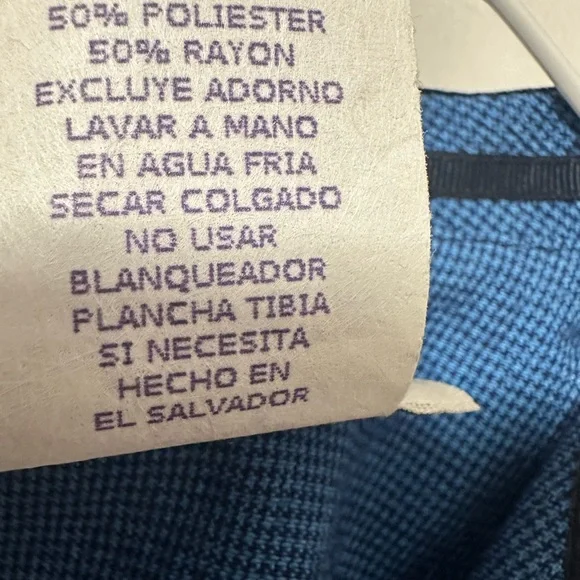 50% POLIESTER
50% RAYON
EXCLUYE ADORNO
LAVAR A MANO
EN AGUA FRIA
SECAR COLGADO
NO USAR
BLANQUEADOR
PLANCHA TIBIA
SI NECESITA
HECHO EN
EL SALVADOR